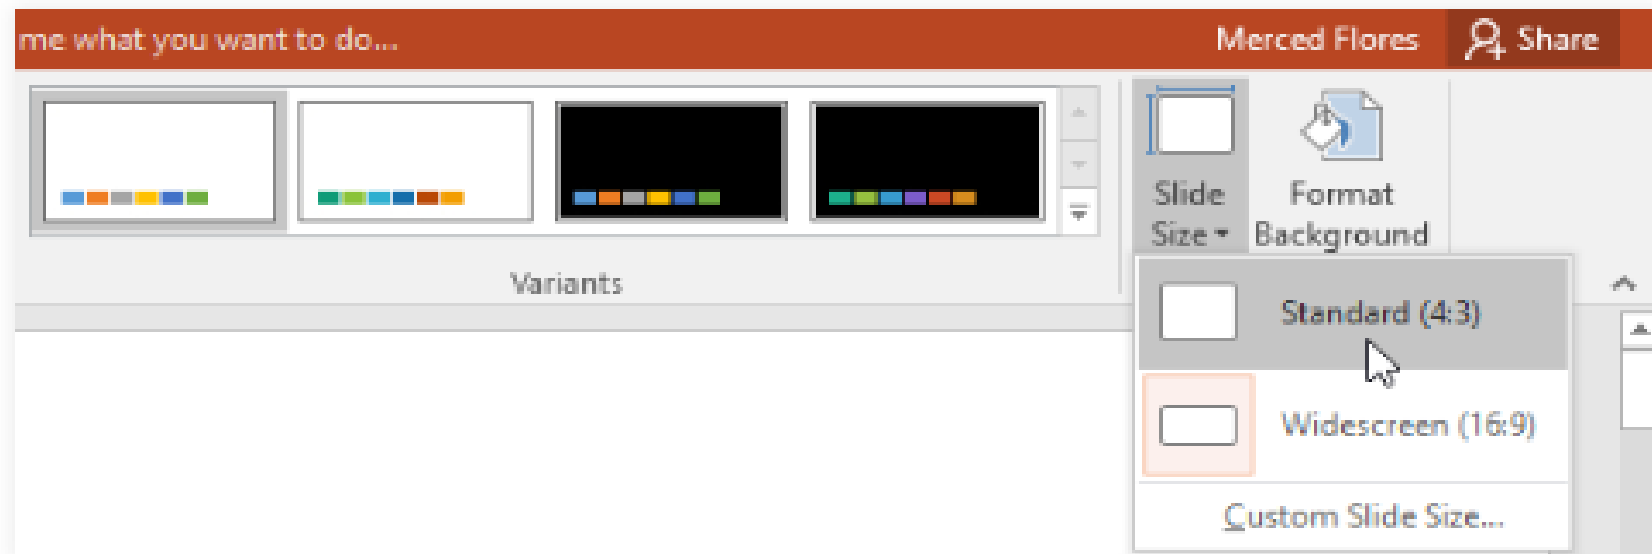 me what you want to do...
Merced Flores
Share
Slide
Size
Format
Background
Variants
Standard (4:3)
Widescreen (16:9)
Custom Slide Size...